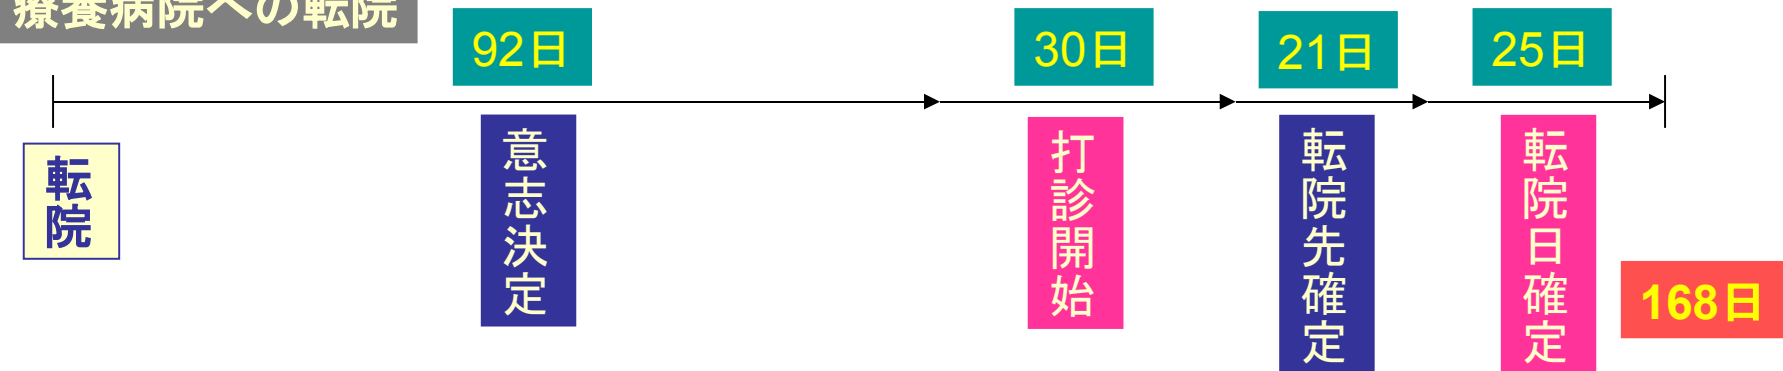 療養病院への転院
92日
30日
21日
25日
転院
意志決定
打診開始
転院先確定
転院日確定
168日